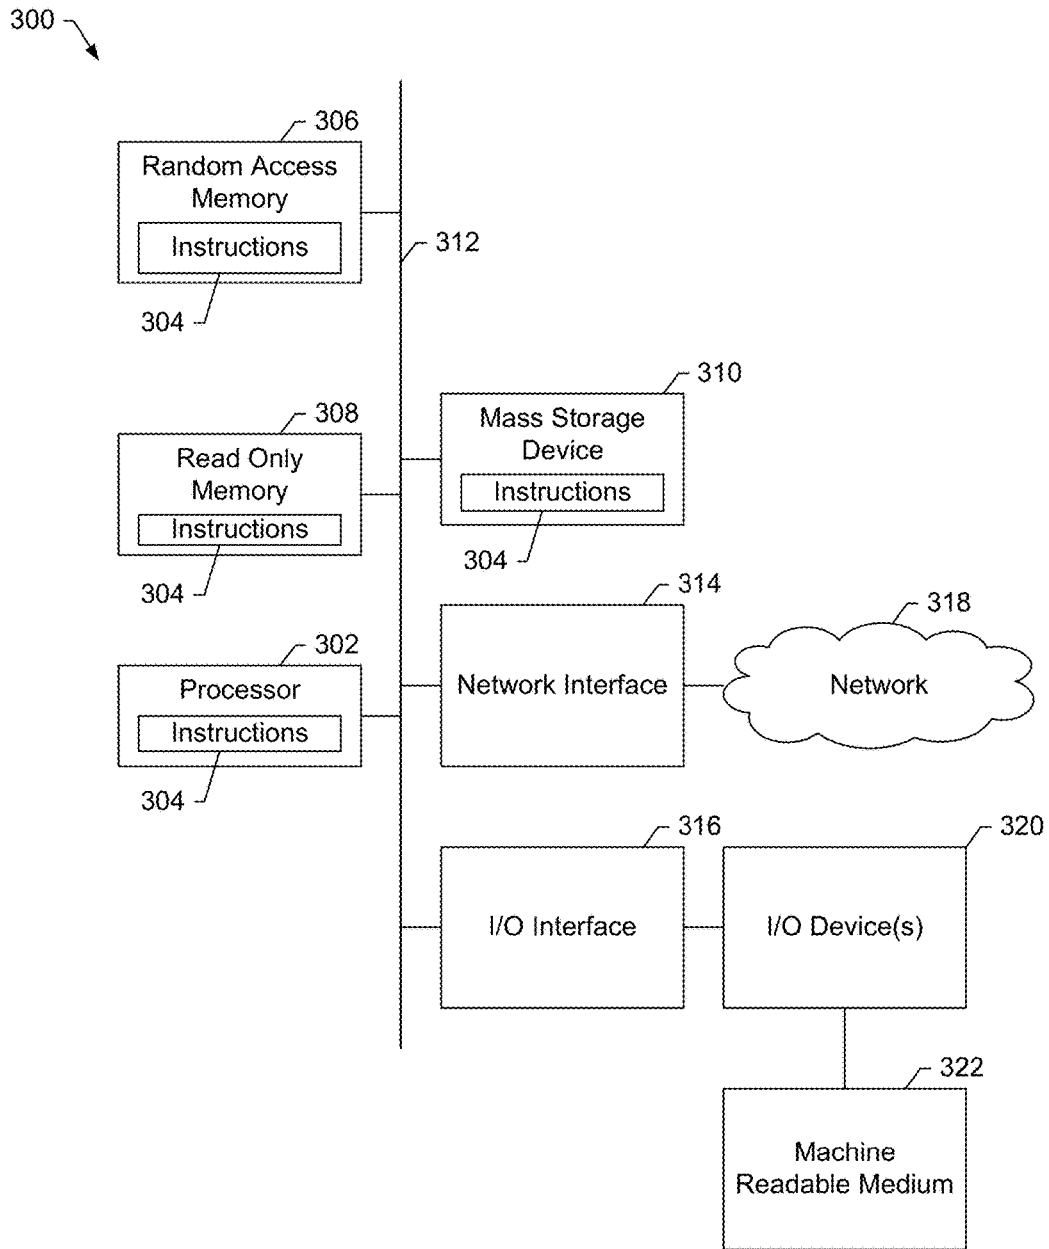 300
306
Random Access
Memory
Instructions
304
312
310
Mass Storage
Device
Instructions
304
308
Read Only
Memory
Instructions
304
314
Network Interface
318
Network
302
Processor
Instructions
304
316
I/O Interface
320
I/O Device(s)
322
Machine
Readable Medium